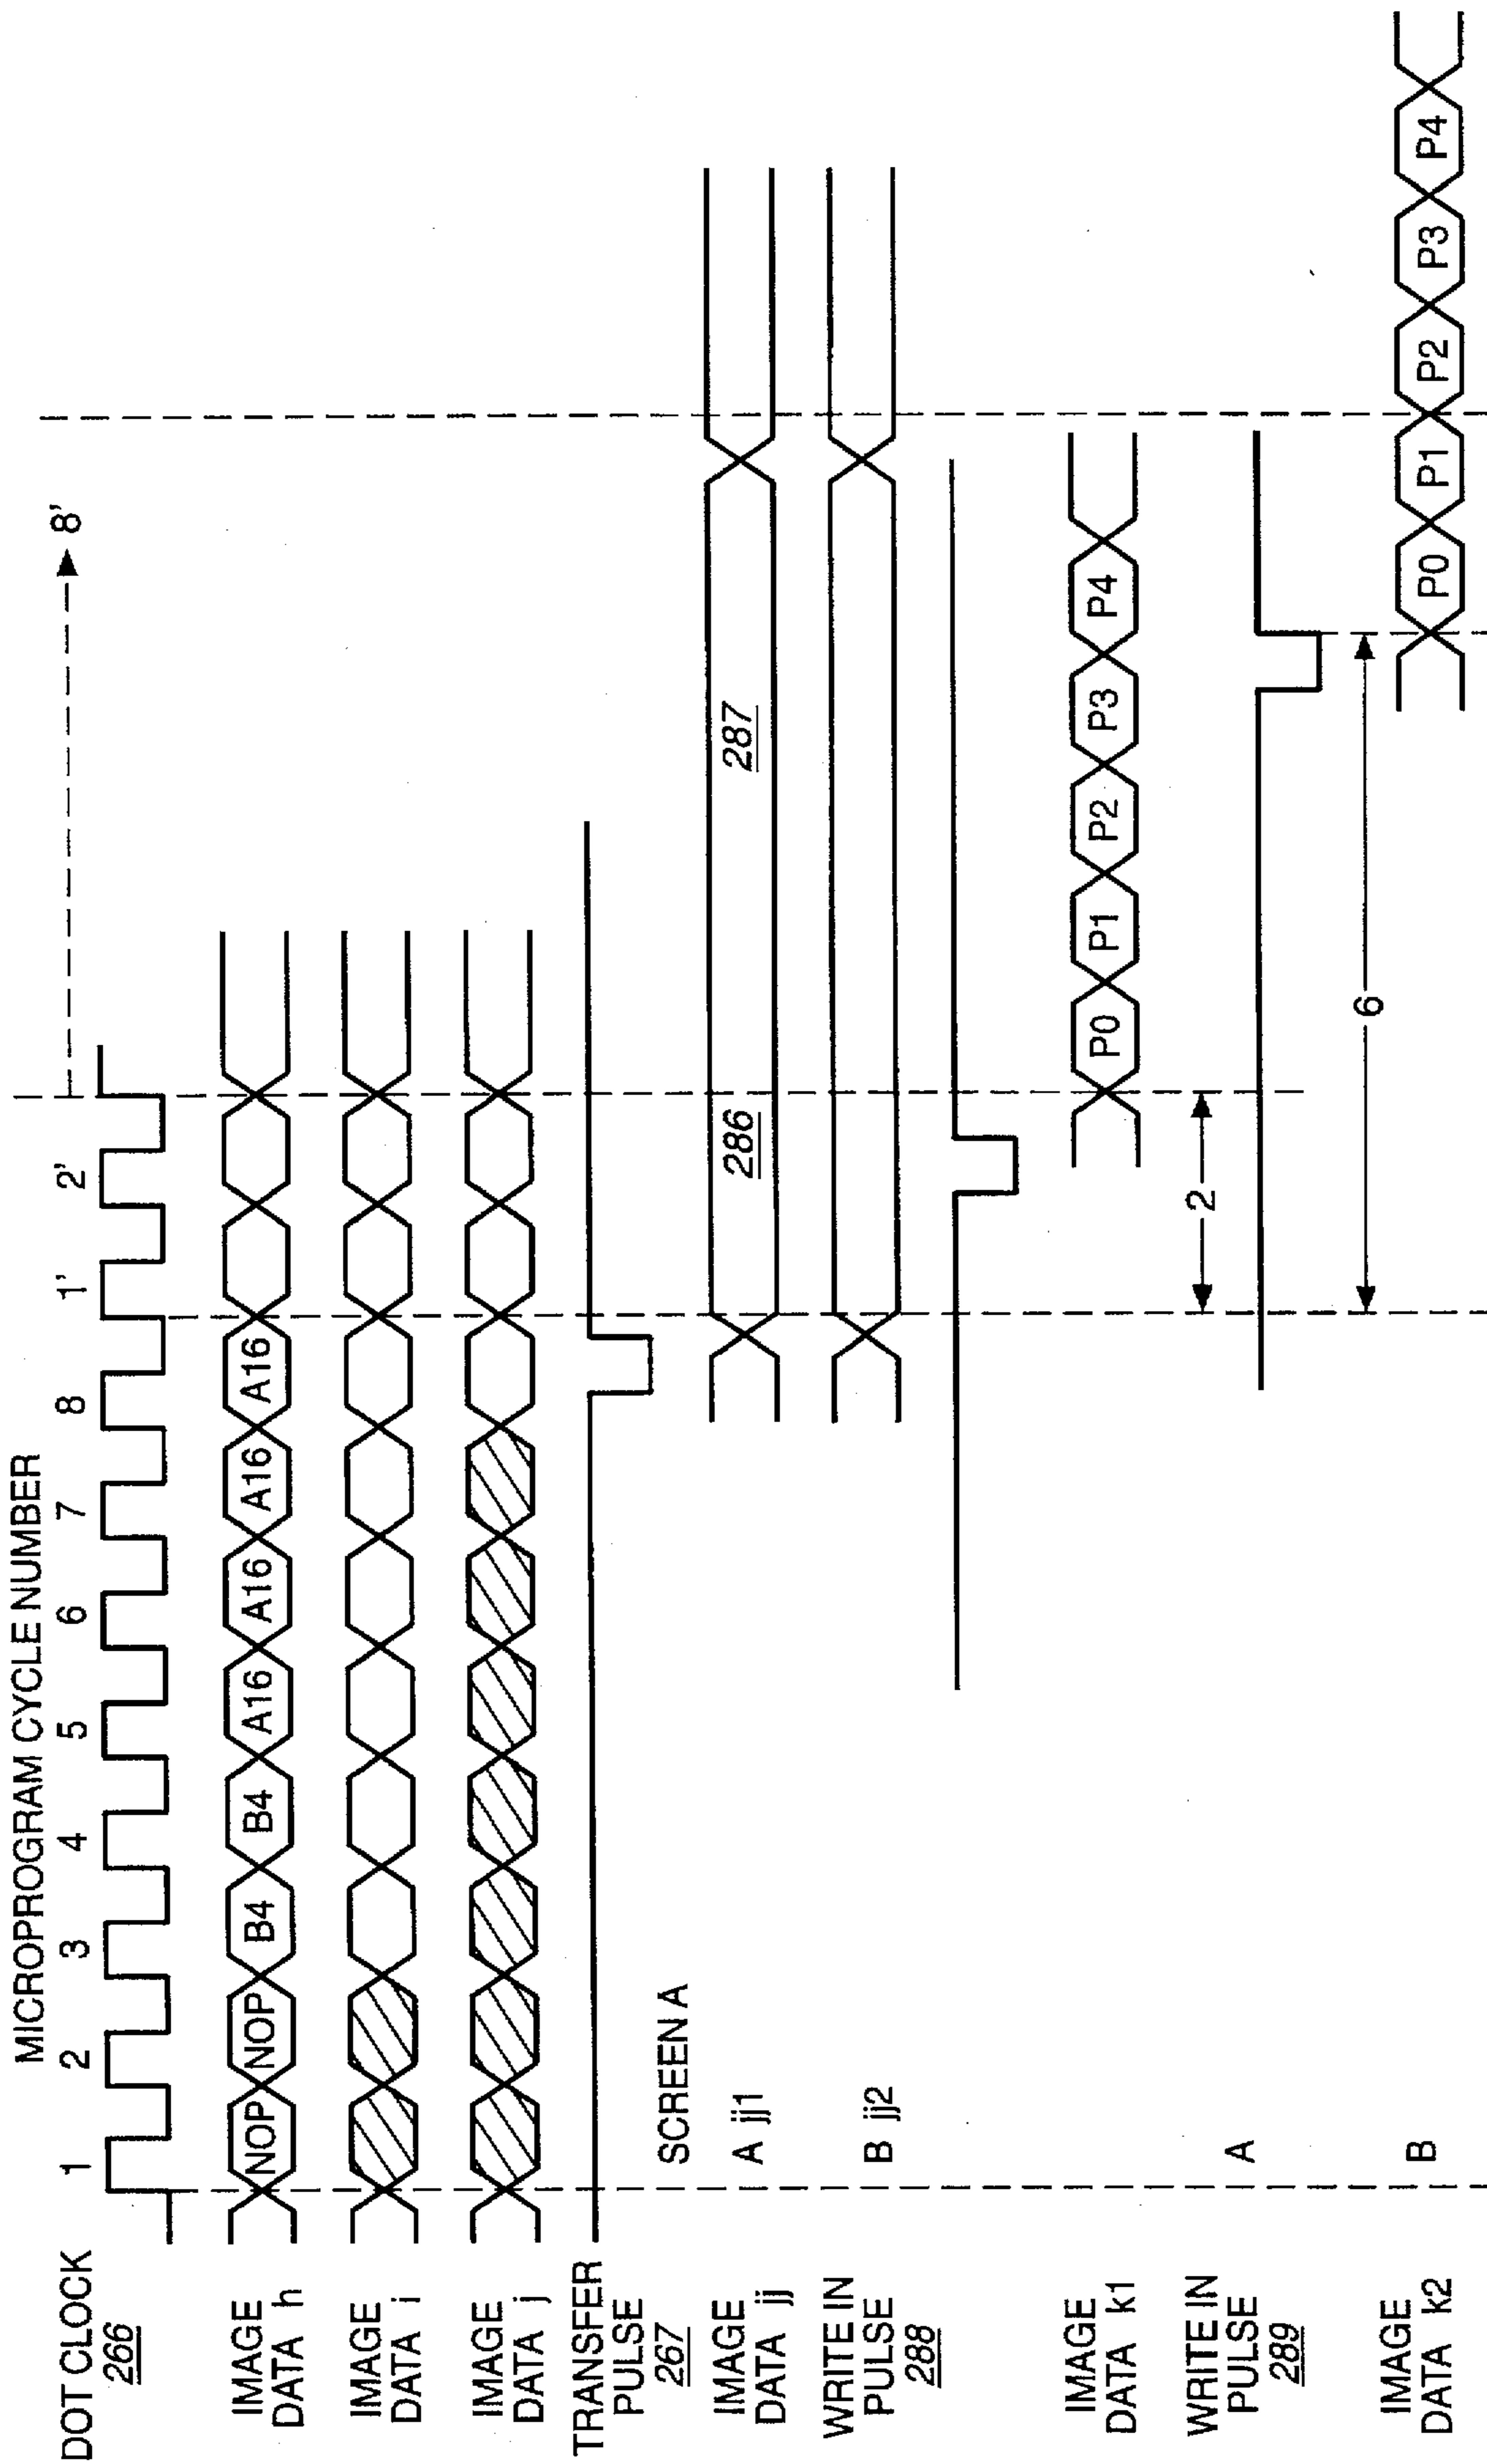 MICROPROGRAM CYCLE NUMBER
1 2 3 4 5 6 7 8 1' 2' 8'
DOT CLOCK
266
IMAGE
DATA h
NOP NOP B4 B4 A16 A16 A16 A16
IMAGE
DATA i
IMAGE
DATA j
TRANSFER
PULSE
267
SCREEN A
IMAGE
DATA jj
A jj1
286 287
B jj2
WRITE IN
PULSE
288
IMAGE
DATA k1
P0 P1 P2 P3 P4
2
WRITE IN
PULSE
289
A
6
IMAGE
DATA k2
B
P0 P1 P2 P3 P4